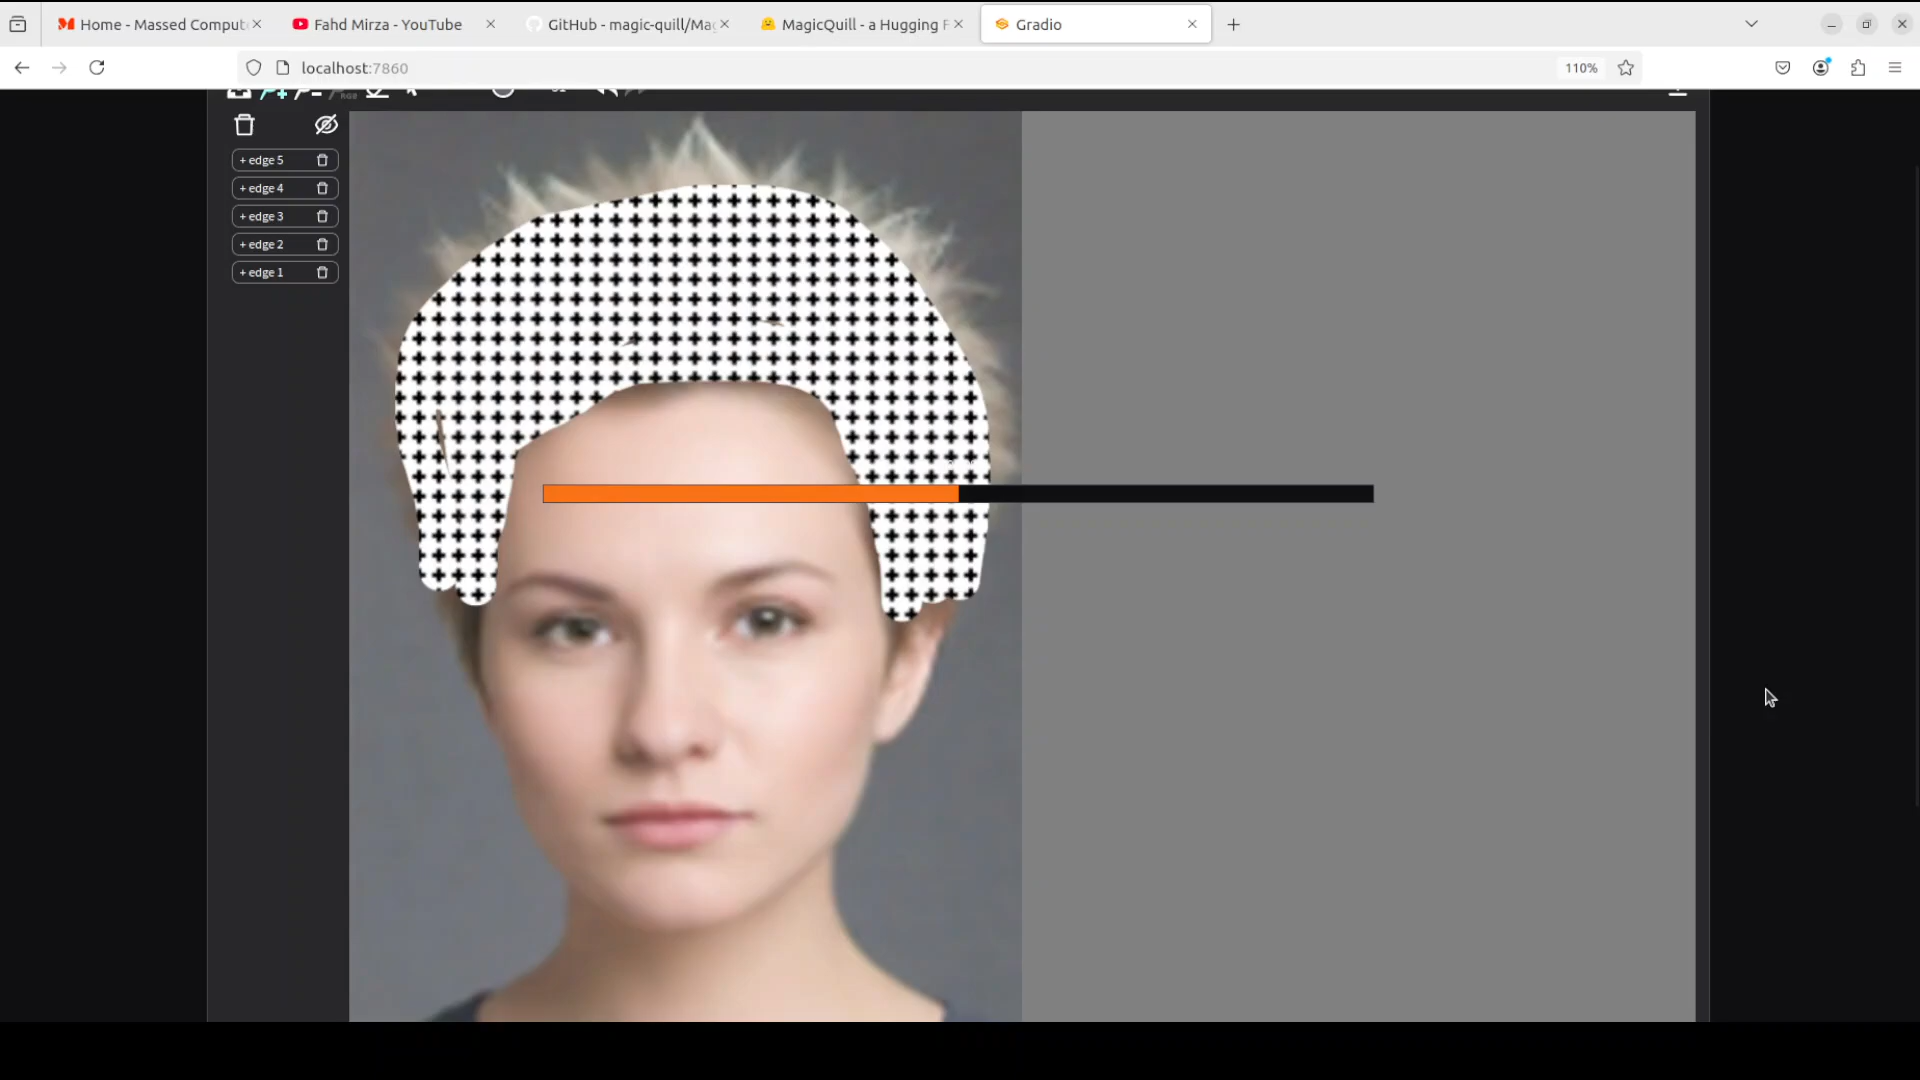 Home - Massed Comput
Fahd Mirza - YouTube
GitHub - magic-quill/Ma
MagicQuill - a Hugging F
Gradio
localhost:7860
110%
+ edge 5
+ edge 4
+ edge 3
+ edge 2
+ edge 1